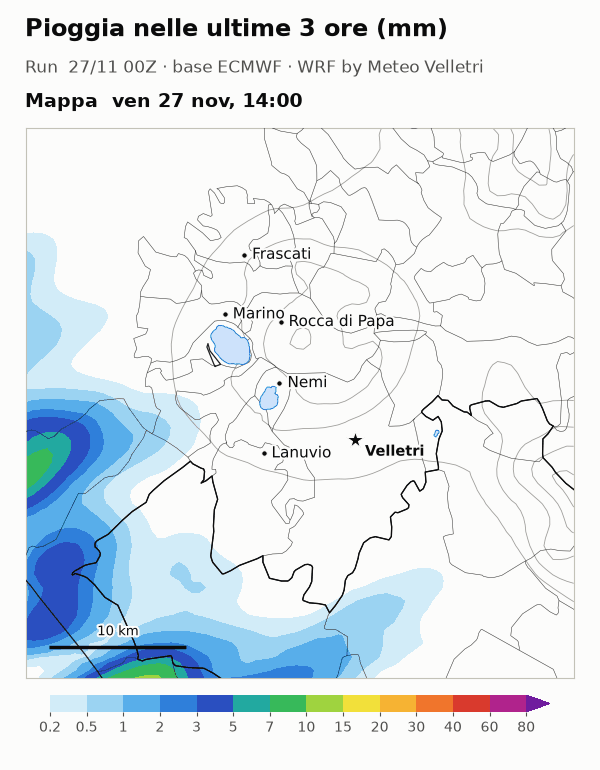 Pioggia nelle ultime 3 ore (mm)
Run  27/11 00Z · base ECMWF · WRF by Meteo Velletri
Mappa  ven 27 nov, 14:00
Frascati
Marino
Rocca di Papa
Nemi
Velletri
Lanuvio
10 km
0.2 0.5 1 2 3 5 7 10 15 20 30 40 60 80